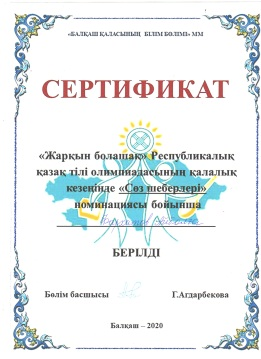 «БАЛҚАШ ҚАЛАСЫНЫҢ БІЛІМ БӨЛІМІ» ММ
СЕРТИФИКАТ
«Жарқын болашақ» Республикалық
қазақ тілі олимпиадасының қалалық
кезеңінде «Сөз шеберлері»
номинациясы бойынша
БЕРІЛДІ
Бөлім басшысы Г.Агдарбекова
Балқаш – 2020